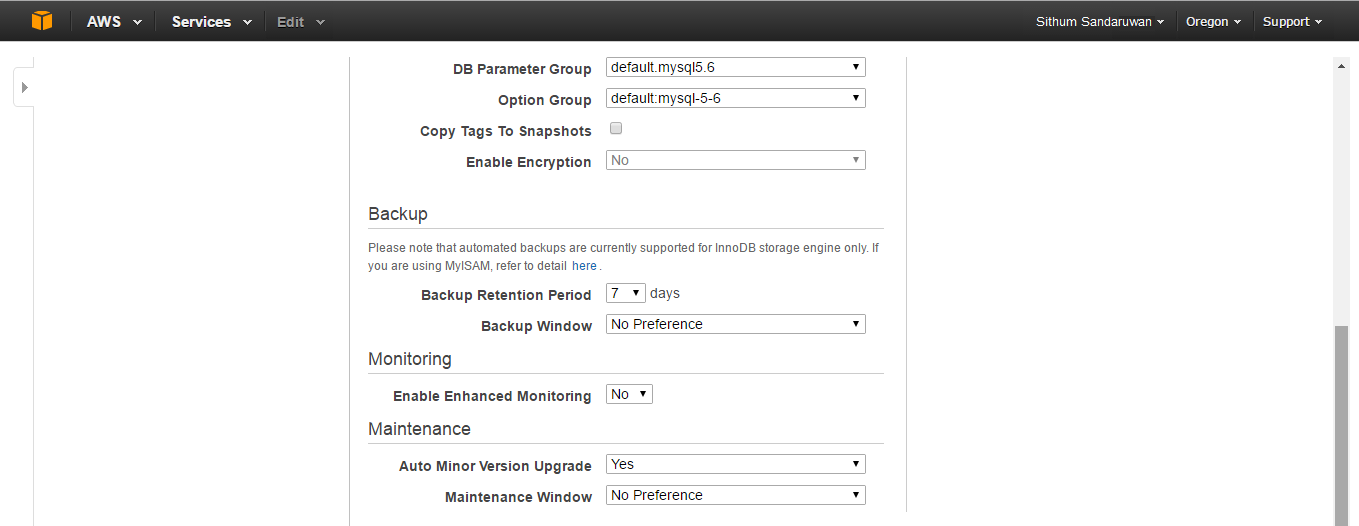 AWS Services Edit Sithum Sandaruwan Oregon Support
DB Parameter Group default.mysql5.6
Option Group default:mysql-5-6
Copy Tags To Snapshots
Enable Encryption No
Backup
Please note that automated backups are currently supported for InnoDB storage engine only. If
you are using MyISAM, refer to detail here .
Backup Retention Period 7 days
Backup Window No Preference
Monitoring
Enable Enhanced Monitoring No
Maintenance
Auto Minor Version Upgrade Yes
Maintenance Window No Preference